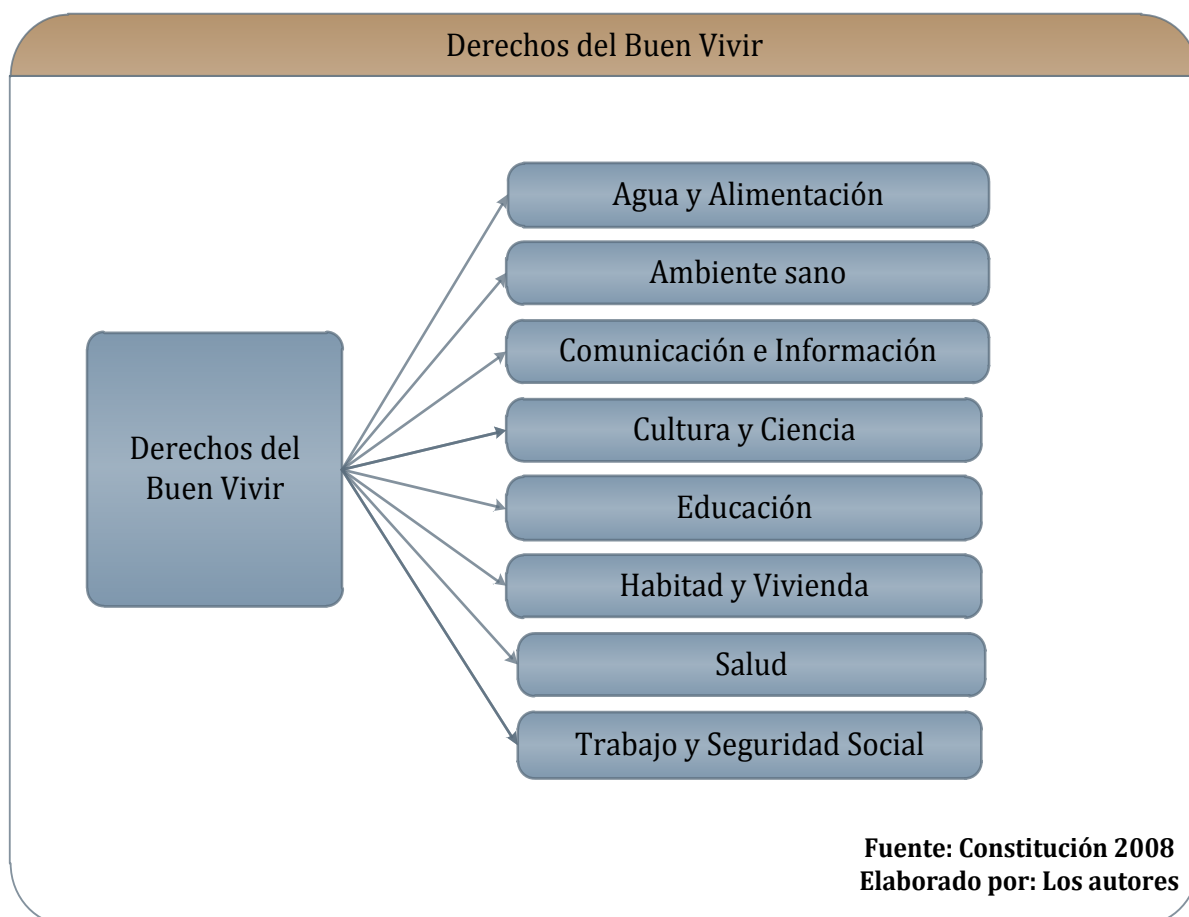 Derechos del Buen Vivir
Derechos del
Buen Vivir
Agua y Alimentación
Ambiente sano
Comunicación e Información
Cultura y Ciencia
Educación
Habitad y Vivienda
Salud
Trabajo y Seguridad Social
Fuente: Constitución 2008
Elaborado por: Los autores